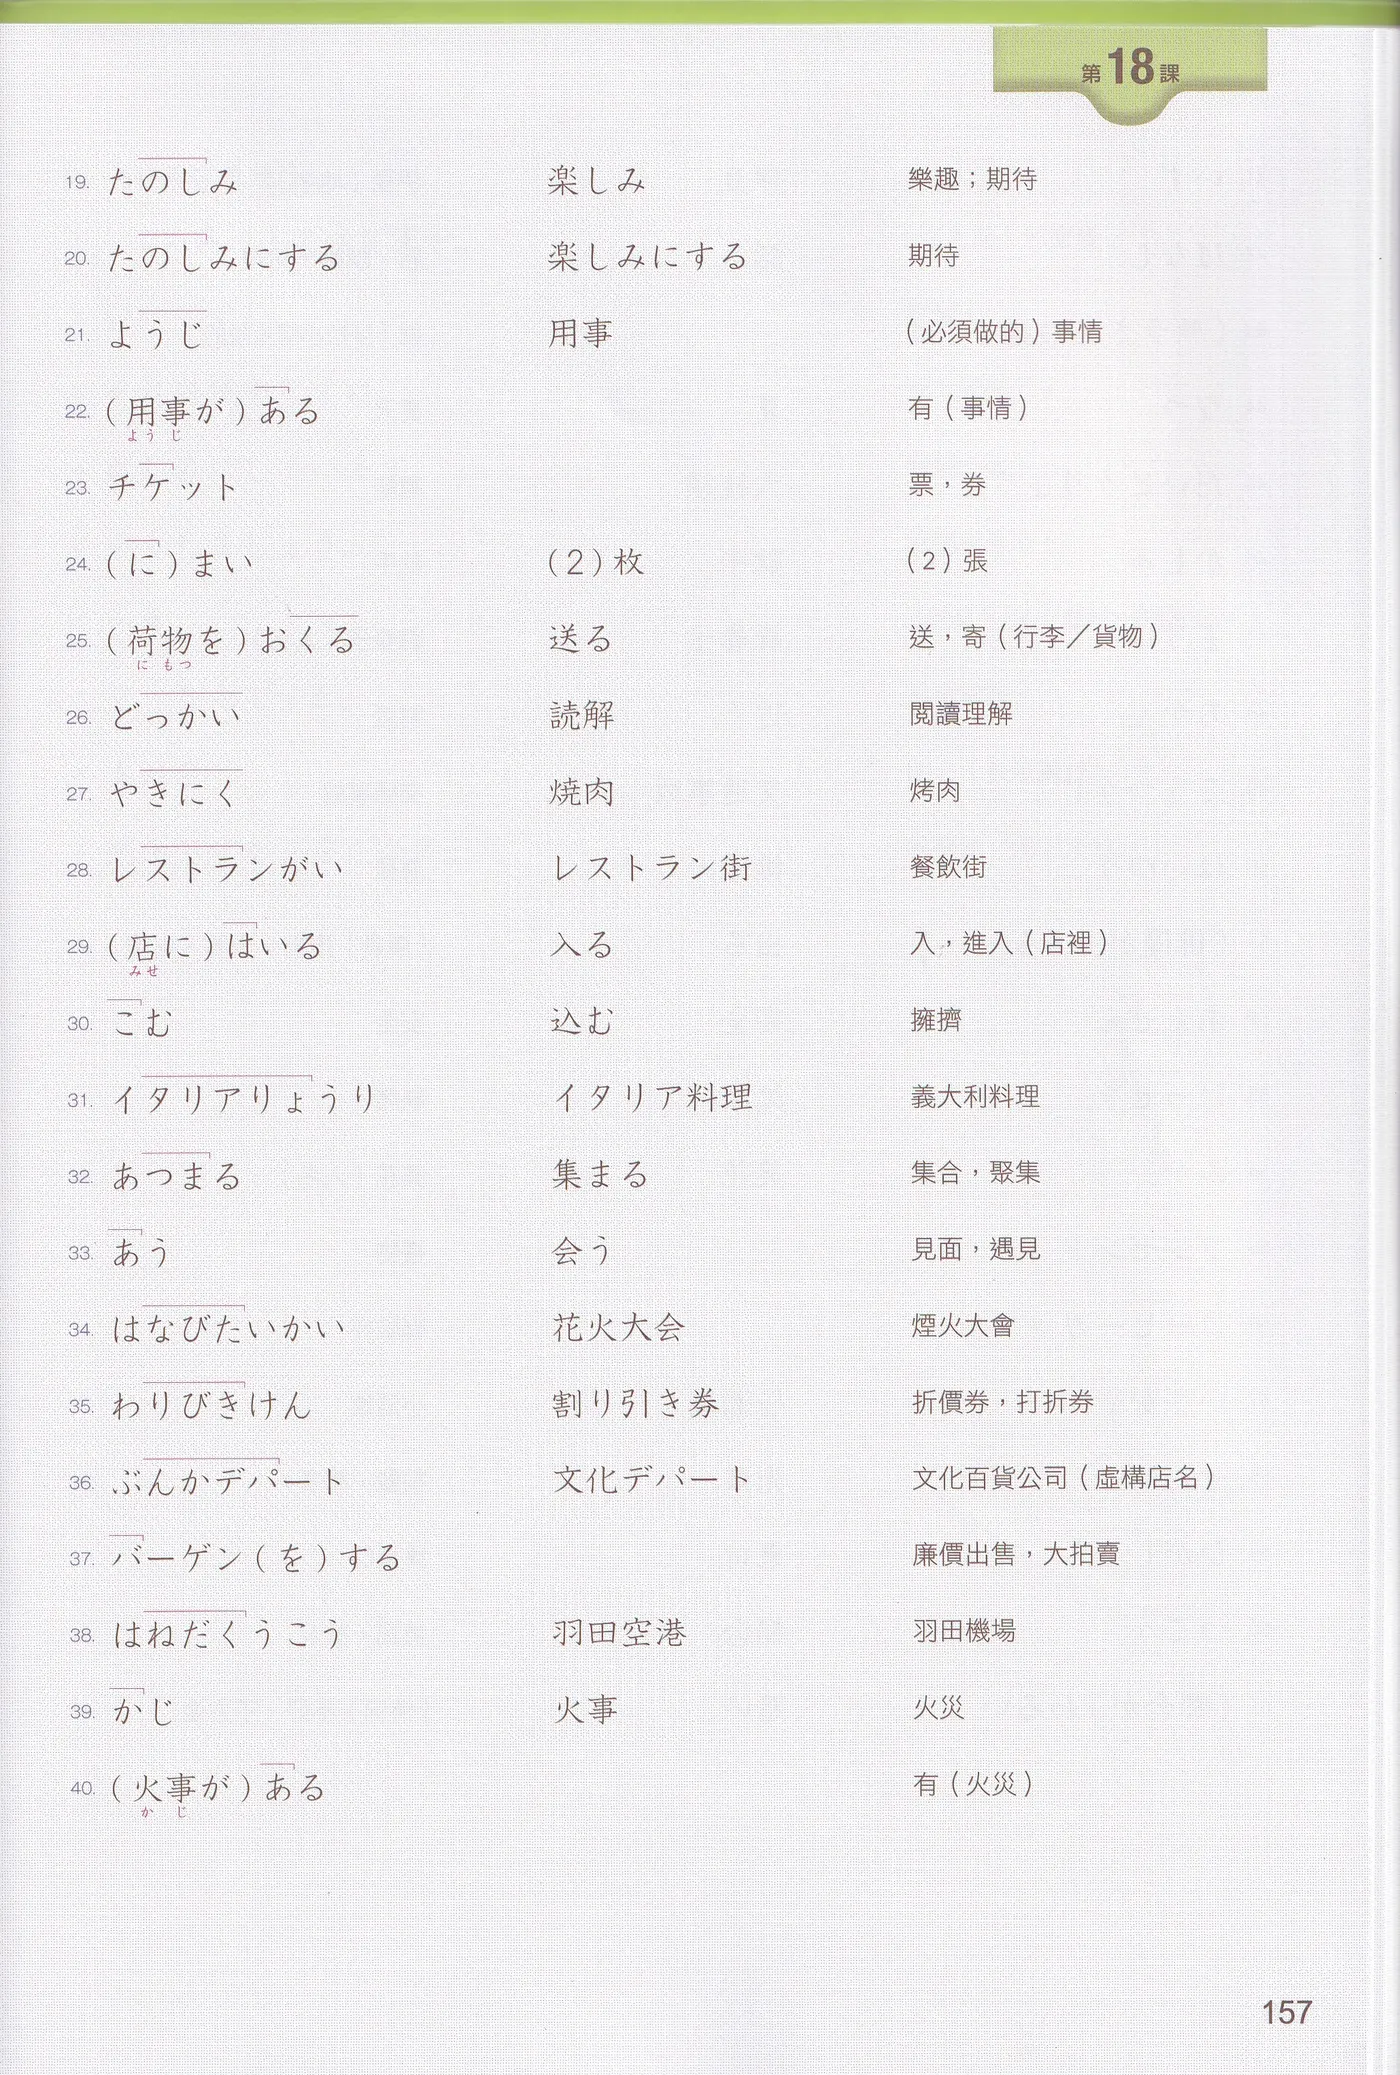 第18課
19. たのしみ 楽しみ 樂趣；期待
20. たのしみにする 楽しみにする 期待
21. ようじ 用事 （必須做的）事情
22. （用事が）ある 有（事情）
ようじ
23. チケット 票，券
24. （に）まい （2）枚 （2）張
25. （荷物を）おくる 送る 送，寄（行李／貨物）
にもつ
26. どっかい 読解 閱讀理解
27. やきにく 焼肉 烤肉
28. レストランがい レストラン街 餐飲街
29. （店に）はいる 入る 入，進入（店裡）
みせ
30. こむ 込む 擁擠
31. イタリアりょうり イタリア料理 義大利料理
32. あつまる 集まる 集合，聚集
33. あう 会う 見面，遇見
34. はなびたいかい 花火大会 煙火大會
35. わりびきけん 割り引き券 折價券，打折券
36. ぶんかデパート 文化デパート 文化百貨公司（虛構店名）
37. バーゲン（を）する 廉價出售，大拍賣
38. はねだくうこう 羽田空港 羽田機場
39. かじ 火事 火災
40. （火事が）ある 有（火災）
かじ
157